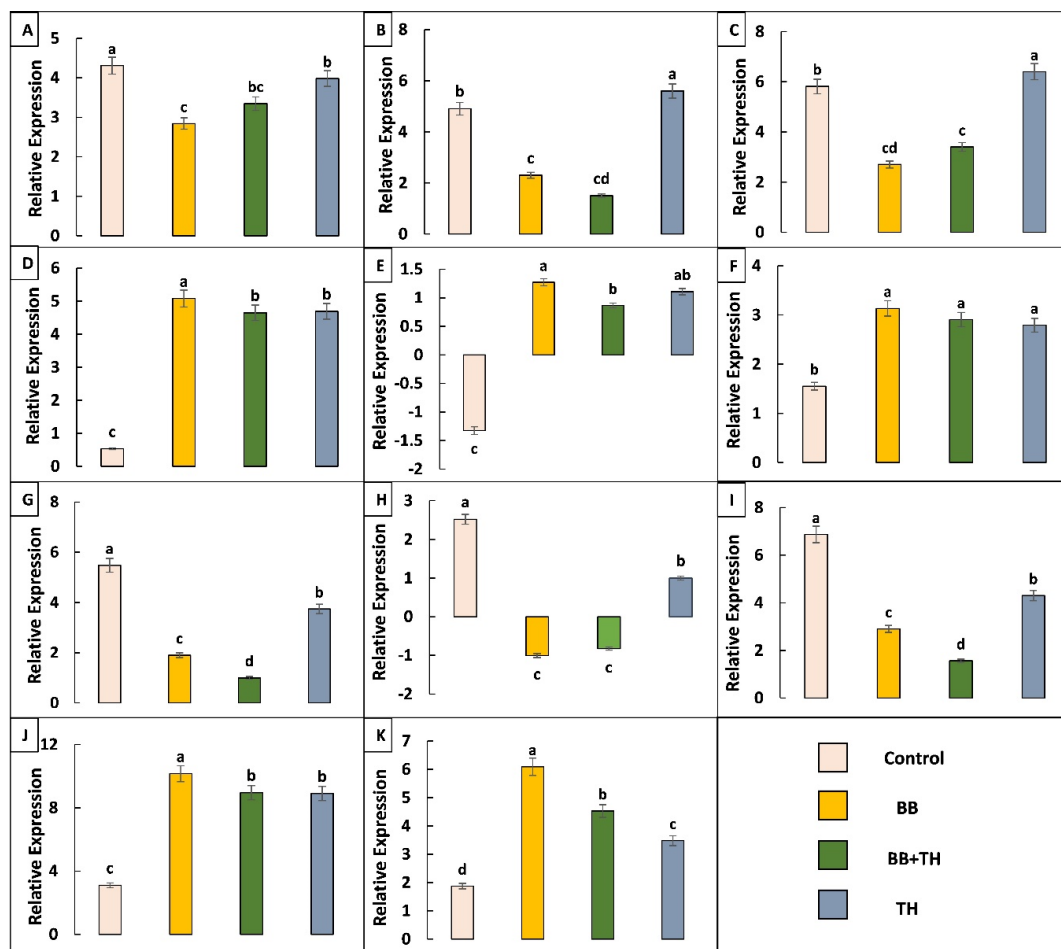 A
Relative Expression
5
4
3
2
1
0
a
c
bc
b
B
Relative Expression
8
6
4
2
0
b
c
cd
a
C
Relative Expression
8
6
4
2
0
b
cd
c
a
D
Relative Expression
6
5
4
3
2
1
0
c
a
b
b
E
Relative Expression
1.5
1
0.5
0
-0.5
-1
-1.5
-2
c
a
b
ab
F
Relative Expression
4
3
2
1
0
b
a
a
a
G
Relative Expression
8
6
4
2
0
a
c
d
b
H
Relative Expression
3
2
1
0
-1
-2
a
c
c
b
I
Relative Expression
8
6
4
2
0
a
c
d
b
J
Relative Expression
12
8
4
0
c
a
b
b
K
Relative Expression
7
6
5
4
3
2
1
0
d
a
b
c
Control
BB
BB+TH
TH